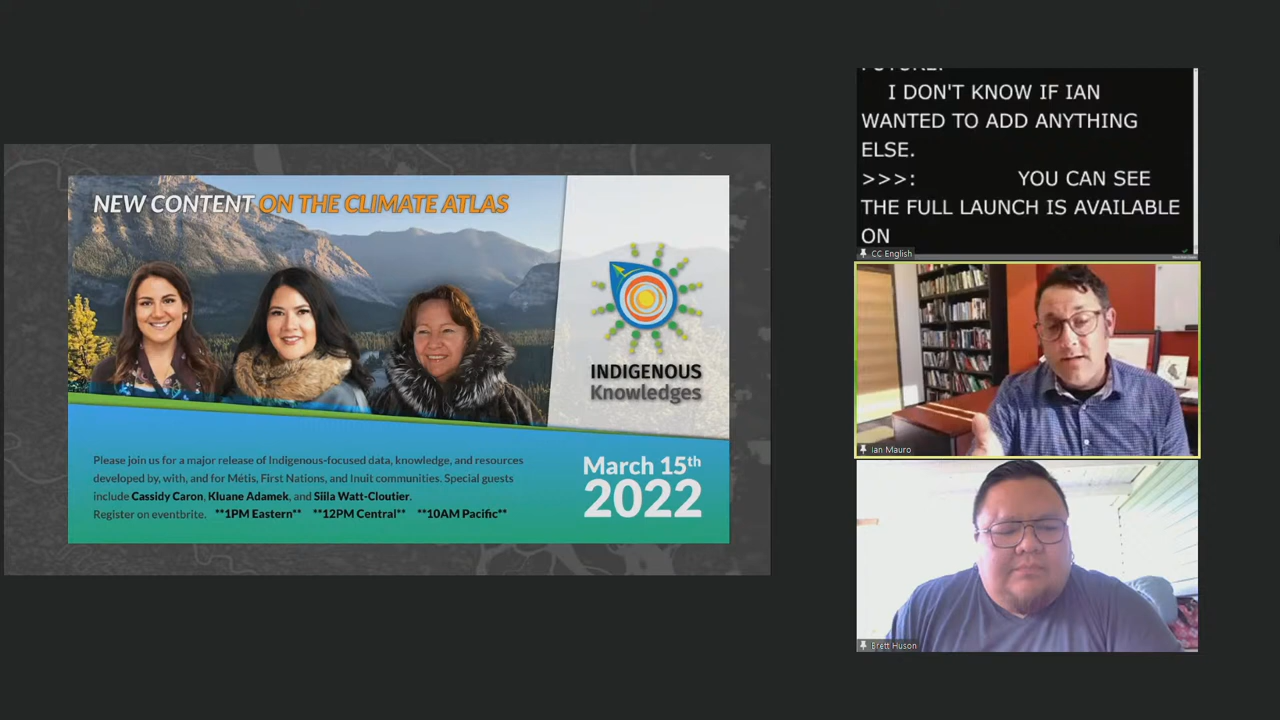 NEW CONTENT ON THE CLIMATE ATLAS
INDIGENOUS
Knowledges
Please join us for a major release of Indigenous-focused data, knowledge, and resources
developed by, with, and for Métis, First Nations, and Inuit communities. Special guests
include Cassidy Caron, Kluane Adamek, and Siila Watt-Cloutier.
Register on eventbrite. **1PM Eastern** **12PM Central** **10AM Pacific**
March 15th
2022
I DON'T KNOW IF IAN
WANTED TO ADD ANYTHING
ELSE.
>>>: YOU CAN SEE
THE FULL LAUNCH IS AVAILABLE
ON
CC English
Ian Mauro
Brett Huson